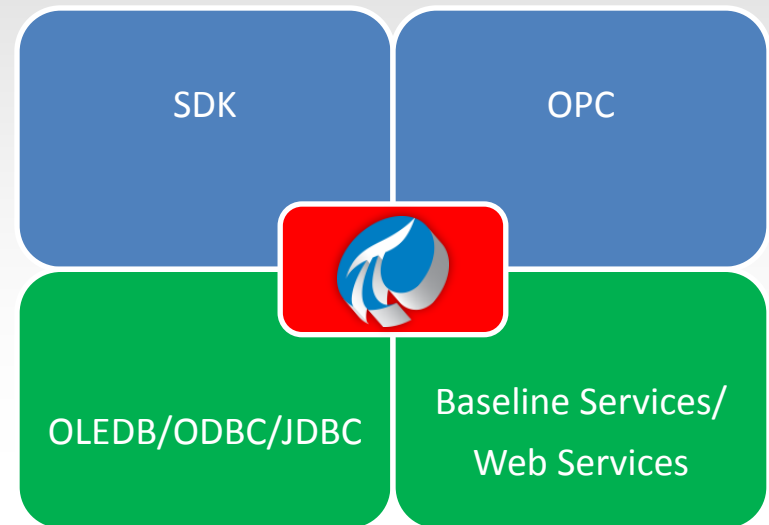 SDK
OPC
OLEDB/ODBC/JDBC
Baseline Services/
Web Services